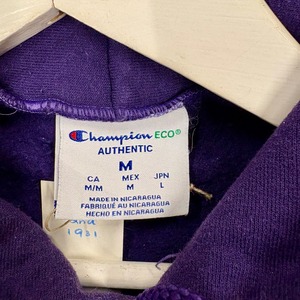 Champion ECO®
AUTHENTIC
M
CA MEX JPN
M/M M L
MADE IN NICARAGUA
FABRIQUÉ AU NICARAGUA
HECHO EN NICARAGUA
1981